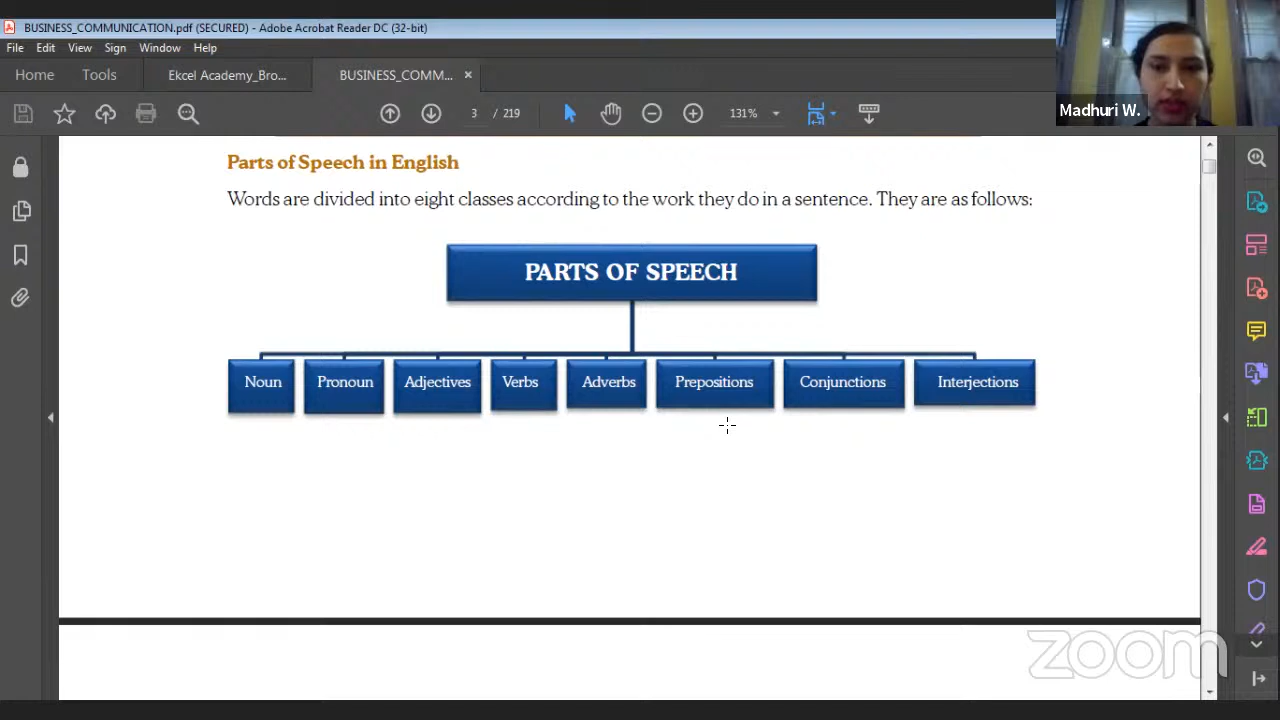 BUSINESS_COMMUNICATION.pdf (SECURED) - Adobe Acrobat Reader DC (32-bit)
File Edit View Sign Window Help
Home Tools Ekcel Academy_Bro... BUSINESS_COMM... ×
3 / 219 131%
Madhuri W.
Parts of Speech in English
Words are divided into eight classes according to the work they do in a sentence. They are as follows:
PARTS OF SPEECH
Noun Pronoun Adjectives Verbs Adverbs Prepositions Conjunctions Interjections
zoom